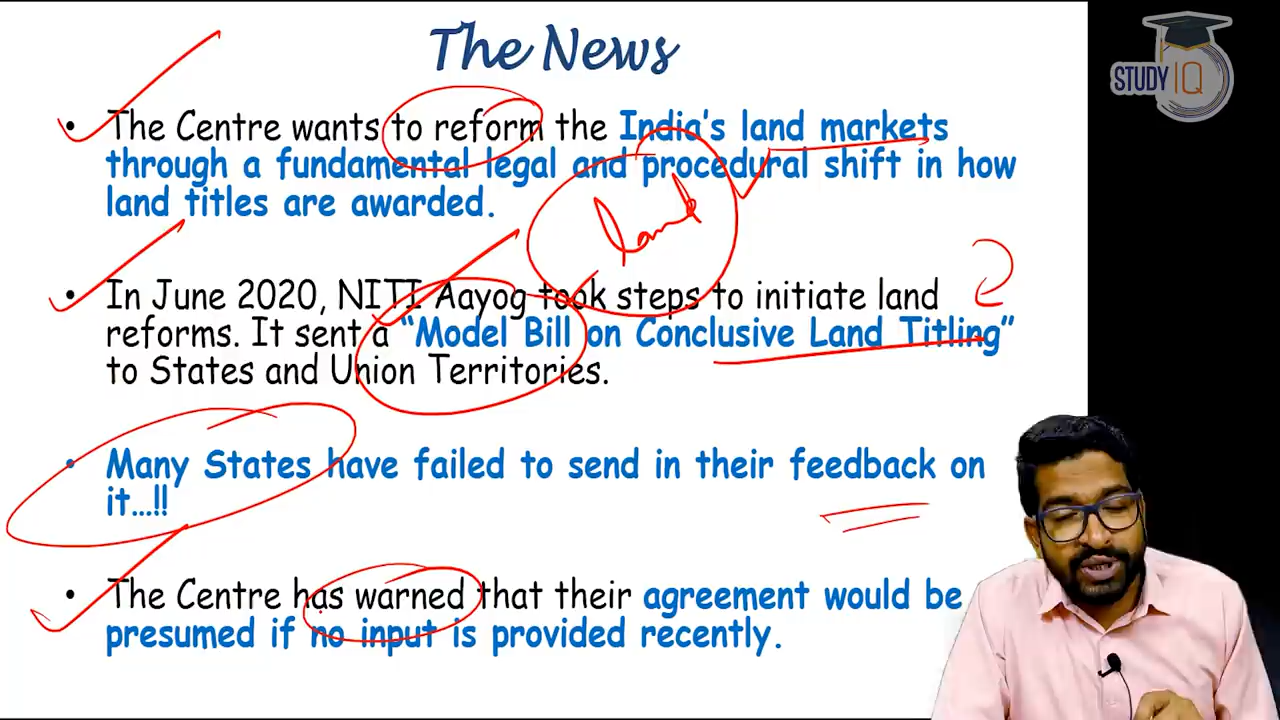 The News
STUDY IQ
• The Centre wants to reform the India's land markets
through a fundamental legal and procedural shift in how
land titles are awarded.
land
• In June 2020, NITI Aayog took steps to initiate land
reforms. It sent a “Model Bill on Conclusive Land Titling”
to States and Union Territories.
• Many States have failed to send in their feedback on
it...!!
• The Centre has warned that their agreement would be
presumed if no input is provided recently.